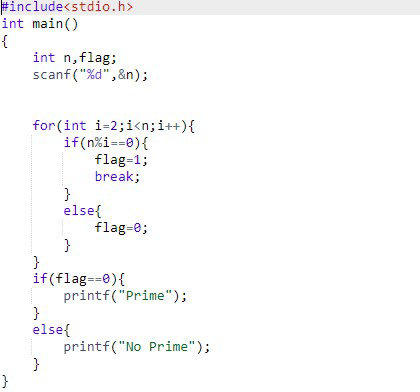 #include<stdio.h>
int main()
{
    int n,flag;
    scanf("%d",&n);


    for(int i=2;i<n;i++){
        if(n%i==0){
            flag=1;
            break;
        }
        else{
            flag=0;
        }
    }
    if(flag==0){
        printf("Prime");
    }
    else{
        printf("No Prime");
    }
}